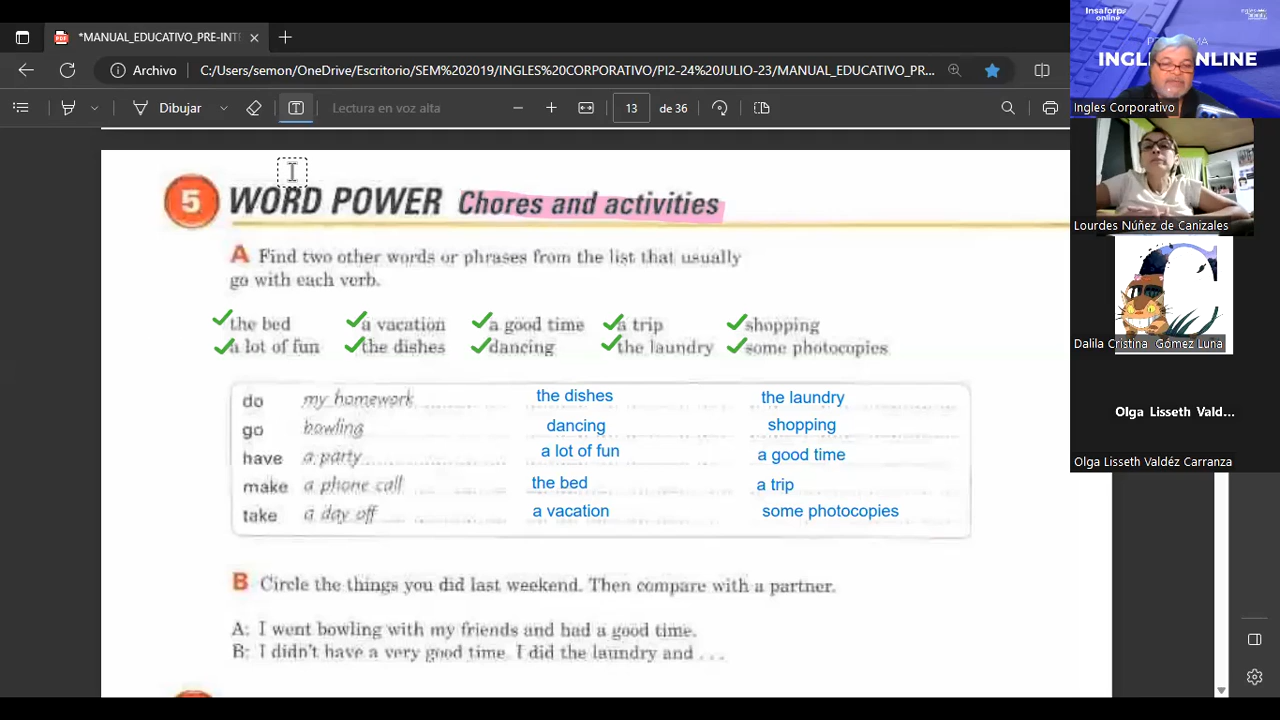 *MANUAL_EDUCATIVO_PRE-INTE
Archivo
C:/Users/semon/OneDrive/Escritorio/SEM%202019/INGLES%20CORPORATIVO/PI2-24%20JULIO-23/MANUAL_EDUCATIVO_PR...
Dibujar
Lectura en voz alta
13
de 36
Insaforp
online
INGL
ONLINE
Ingles Corporativo
Lourdes Núñez de Canizales
Dalila Cristina Gómez Luna
Olga Lisseth Vald...
Olga Lisseth Valdéz Carranza
5 WORD POWER Chores and activities
A Find two other words or phrases from the list that usually
go with each verb.
the bed a vacation a good time a trip shopping
a lot of fun the dishes dancing the laundry some photocopies
do my homework the dishes the laundry
go bowling dancing shopping
have a party a lot of fun a good time
make a phone call the bed a trip
take a day off a vacation some photocopies
B Circle the things you did last weekend. Then compare with a partner.
A: I went bowling with my friends and had a good time.
B: I didn't have a very good time. I did the laundry and . . .